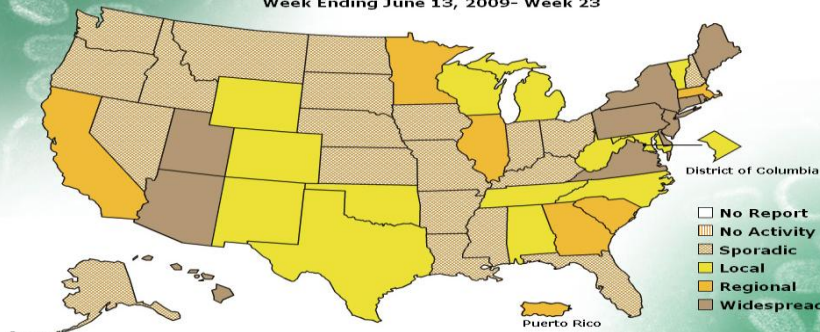 Week Ending June 13, 2009- Week 23
District of Columbia
No Report
No Activity
Sporadic
Local
Regional
Widespread
Puerto Rico